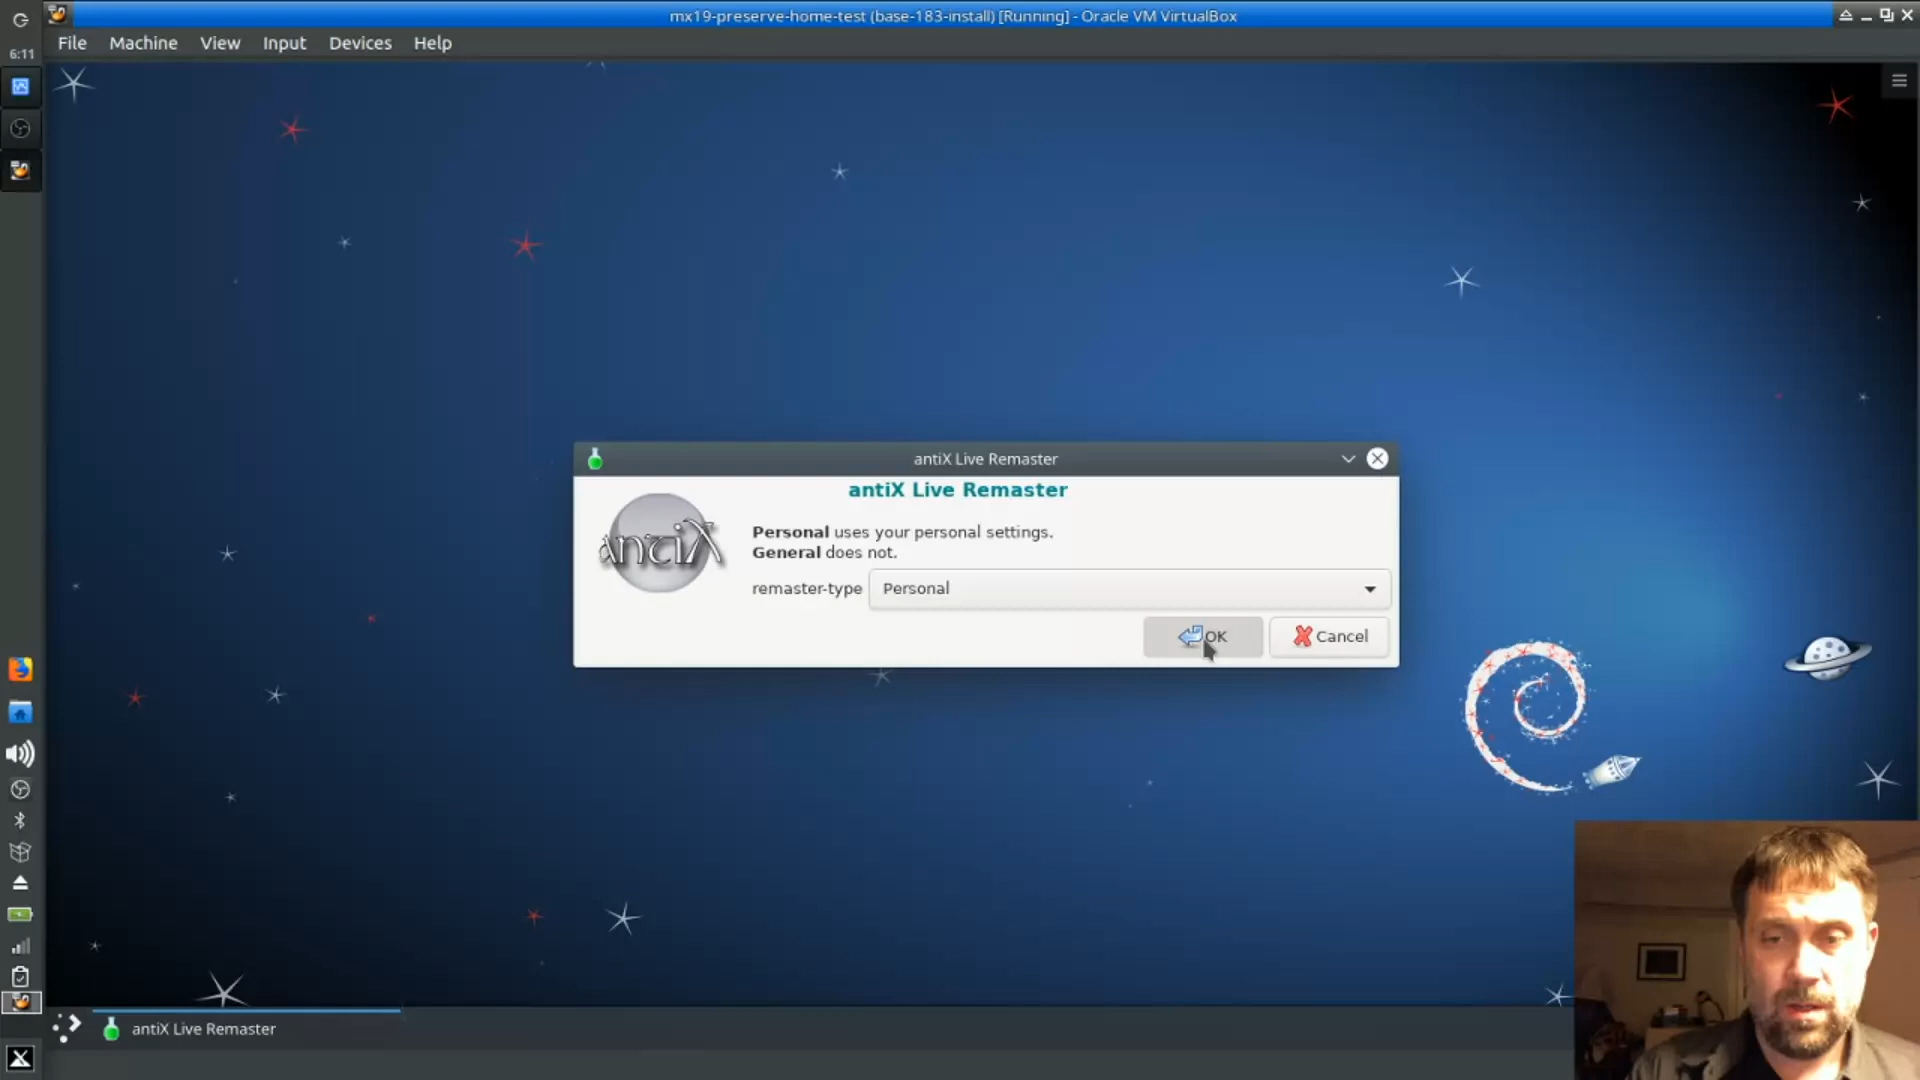 mx19-preserve-home-test (base-183-install) [Running] - Oracle VM VirtualBox
File Machine View Input Devices Help
6:11
antiX Live Remaster
antiX Live Remaster
antiX
Personal uses your personal settings.
General does not.
remaster-type Personal
OK Cancel
antiX Live Remaster